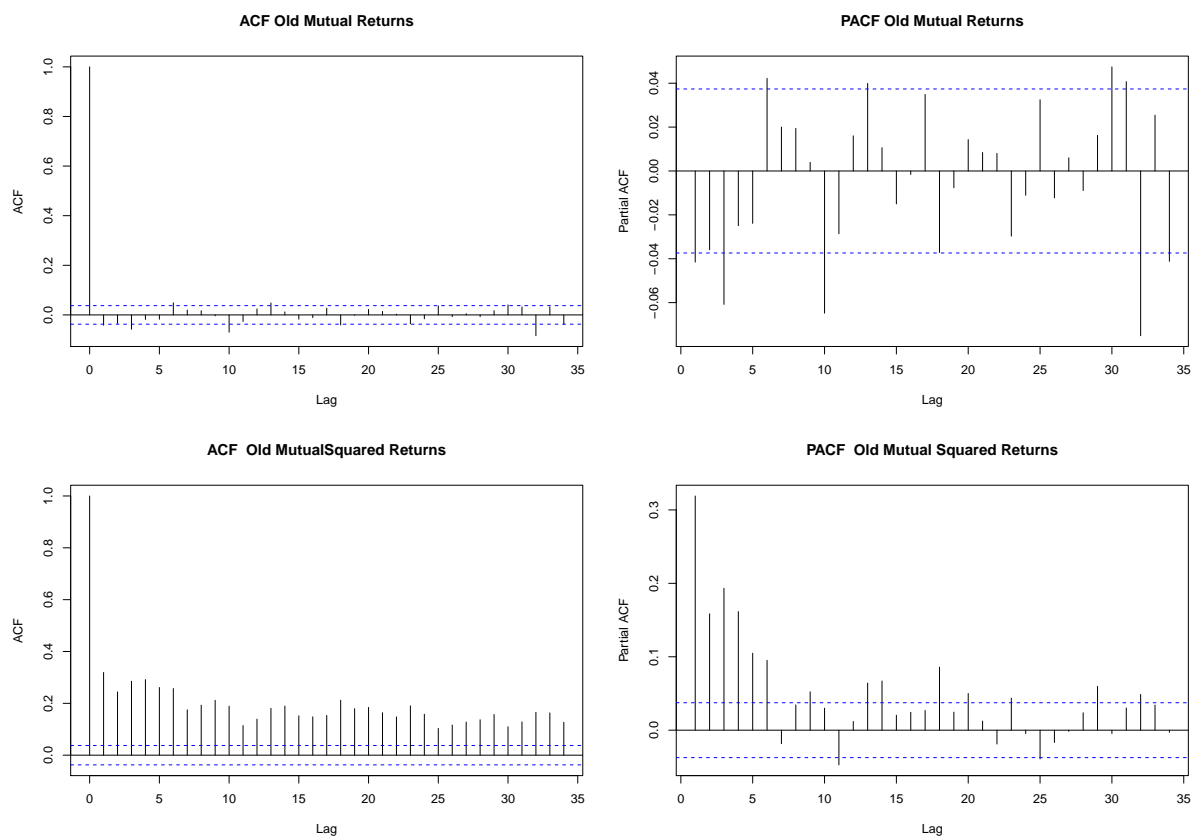 ACF Old Mutual Returns
ACF
0.0 0.2 0.4 0.6 0.8 1.0
0 5 10 15 20 25 30 35
Lag
PACF Old Mutual Returns
Partial ACF
−0.06 −0.04 −0.02 0.00 0.02 0.04
0 5 10 15 20 25 30 35
Lag
ACF  Old MutualSquared Returns
ACF
0.0 0.2 0.4 0.6 0.8 1.0
0 5 10 15 20 25 30 35
Lag
PACF  Old Mutual Squared Returns
Partial ACF
0.0 0.1 0.2 0.3
0 5 10 15 20 25 30 35
Lag